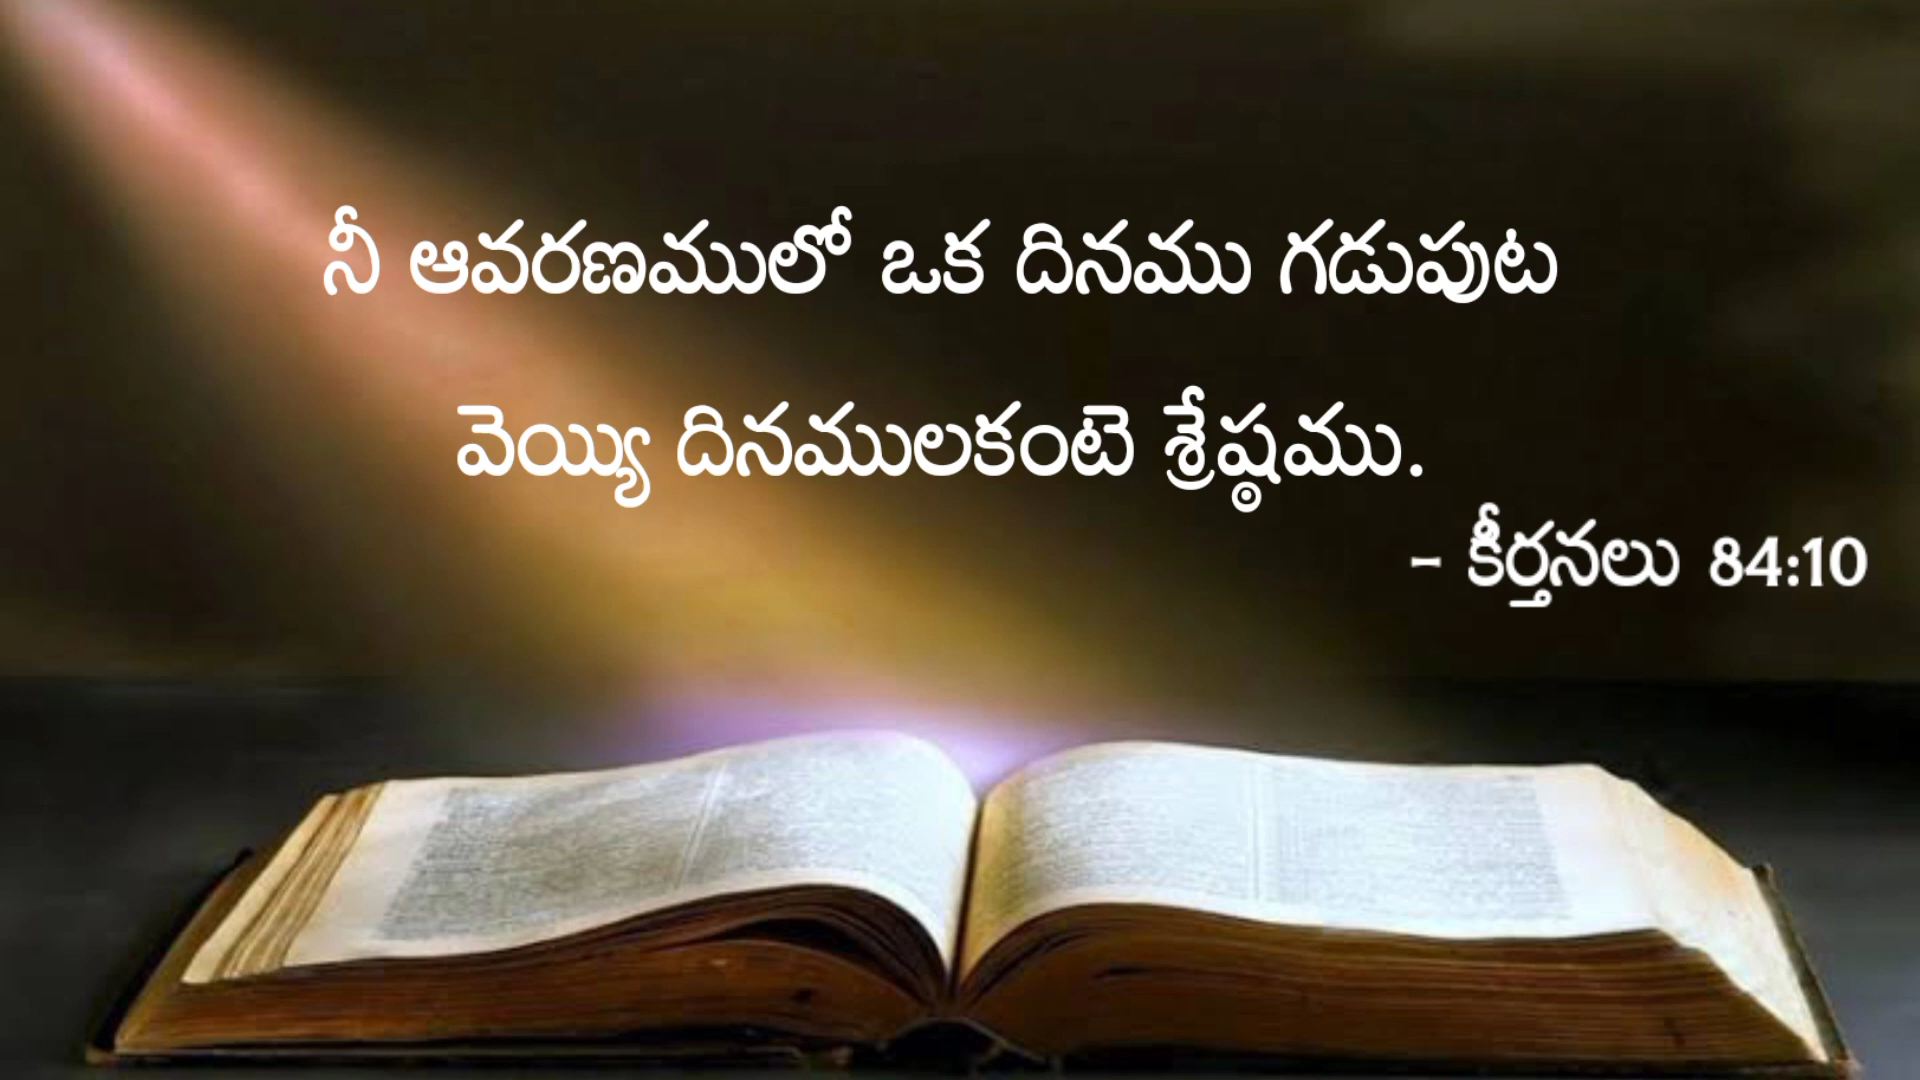 నీ ఆవరణములో ఒక దినము గడుపుట
వెయ్యి దినములకంటె శ్రేష్ఠము.
- కీర్తనలు 84:10